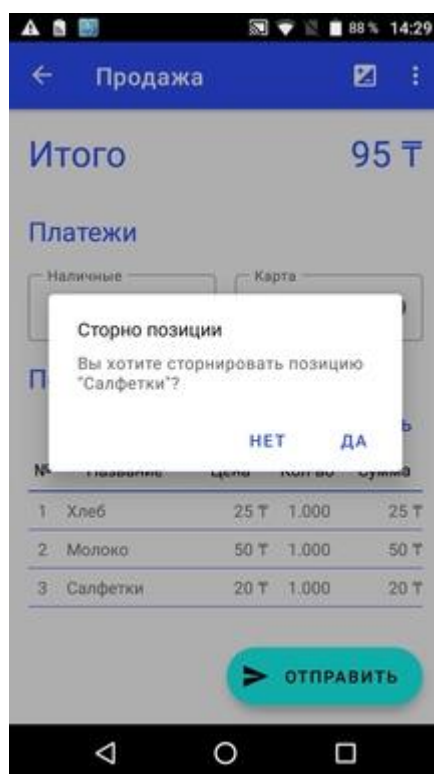 88% 14:29
Продажа
Итого 95 ₸
Платежи
Наличные Карта
Сторно позиции
Вы хотите сторнировать позицию
"Салфетки"?
НЕТ ДА
№ Название Цена Кол-во Сумма
1 Хлеб 25 ₸ 1.000 25 ₸
2 Молоко 50 ₸ 1.000 50 ₸
3 Салфетки 20 ₸ 1.000 20 ₸
ОТПРАВИТЬ